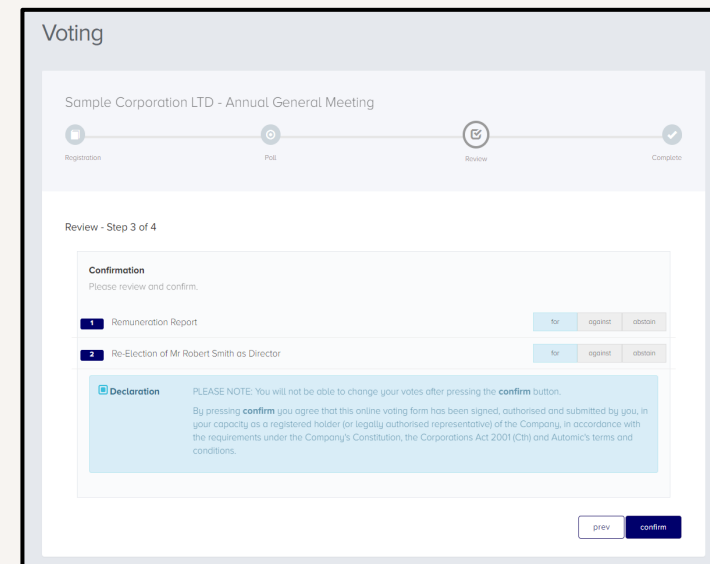 Voting
Sample Corporation LTD - Annual General Meeting
Registration
Poll
Review
Complete
Review - Step 3 of 4
Confirmation
Please review and confirm.
1 Remuneration Report for against abstain
2 Re-Election of Mr Robert Smith as Director for against abstain
Declaration PLEASE NOTE: You will not be able to change your votes after pressing the confirm button.
By pressing confirm you agree that this online voting form has been signed, authorised and submitted by you, in
your capacity as a registered holder (or legally authorised representative) of the Company, in accordance with
the requirements under the Company's Constitution, the Corporations Act 2001 (Cth) and Automic's terms and
conditions.
prev confirm